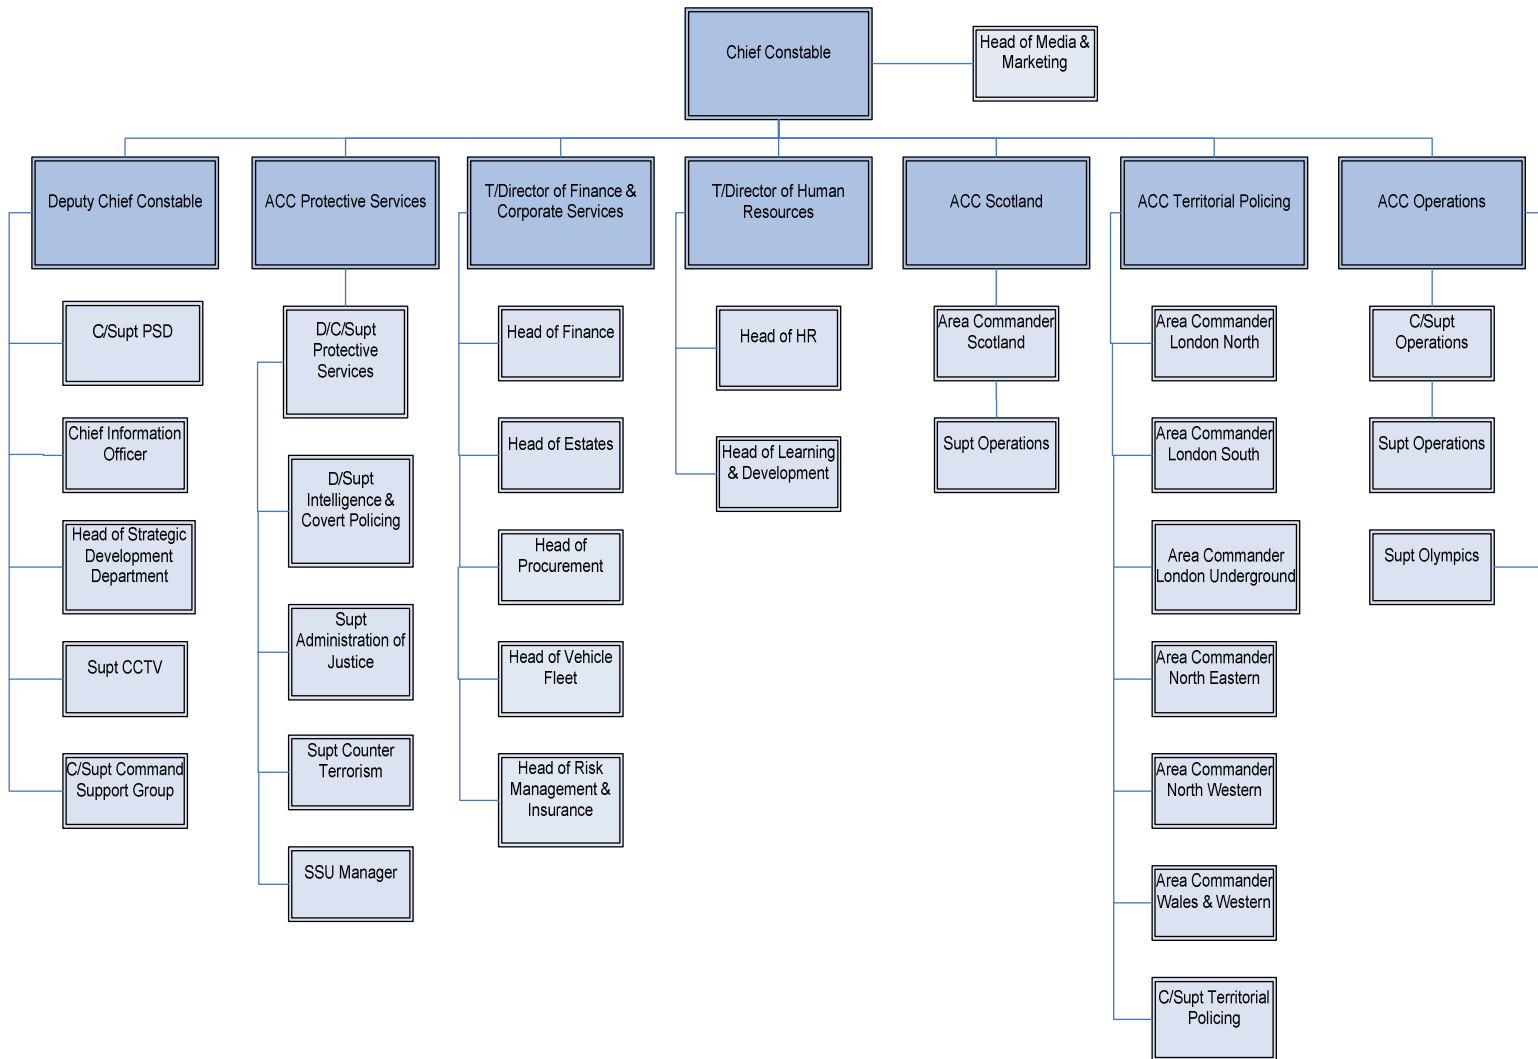 Chief Constable
Head of Media &
Marketing
Deputy Chief Constable
ACC Protective Services
T/Director of Finance &
Corporate Services
T/Director of Human
Resources
ACC Scotland
ACC Territorial Policing
ACC Operations
C/Supt PSD
Chief Information
Officer
Head of Strategic
Development
Department
Supt CCTV
C/Supt Command
Support Group
D/C/Supt
Protective
Services
D/Supt
Intelligence &
Covert Policing
Supt
Administration of
Justice
Supt Counter
Terrorism
SSU Manager
Head of Finance
Head of Estates
Head of
Procurement
Head of Vehicle
Fleet
Head of Risk
Management &
Insurance
Head of HR
Head of Learning
& Development
Area Commander
Scotland
Supt Operations
Area Commander
London North
Area Commander
London South
Area Commander
London Underground
Area Commander
North Eastern
Area Commander
North Western
Area Commander
Wales & Western
C/Supt Territorial
Policing
C/Supt
Operations
Supt Operations
Supt Olympics